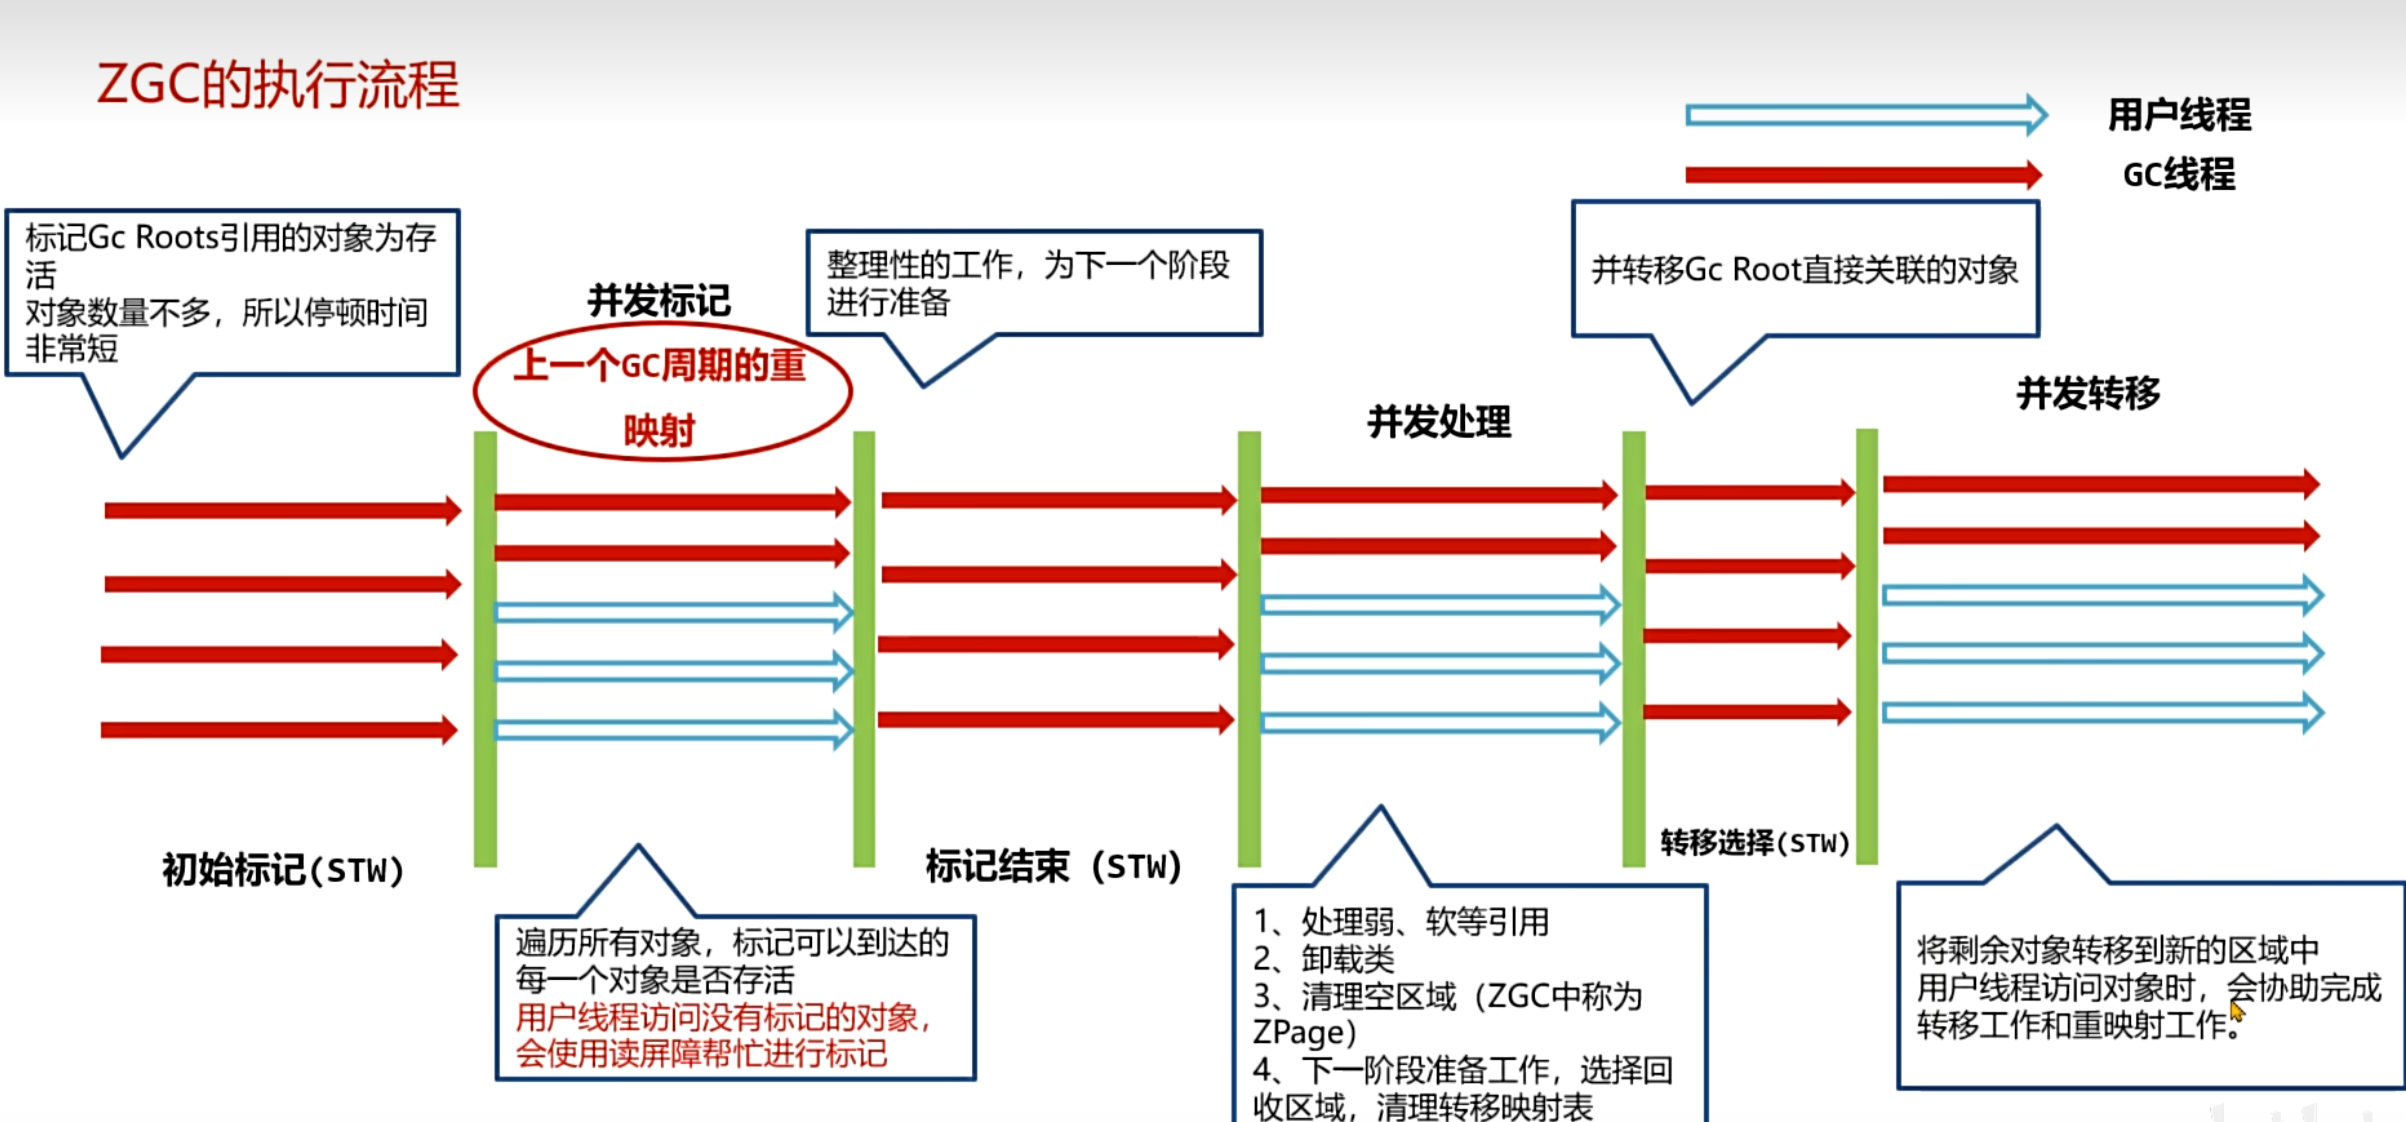 ZGC的执行流程
用户线程
GC线程
标记Gc Roots引用的对象为存
活
对象数量不多，所以停顿时间
非常短
并发标记
上一个GC周期的重
映射
整理性的工作，为下一个阶段
进行准备
并发处理
并转移Gc Root直接关联的对象
并发转移
初始标记(STW)
遍历所有对象，标记可以到达的
每一个对象是否存活
用户线程访问没有标记的对象，
会使用读屏障帮忙进行标记
标记结束（STW)
1、处理弱、软等引用
2、卸载类
3、清理空区域（ZGC中称为
ZPage）
4、下一阶段准备工作，选择回
收区域，清理转移映射表
转移选择(STW)
将剩余对象转移到新的区域中
用户线程访问对象时，会协助完成
转移工作和重映射工作。